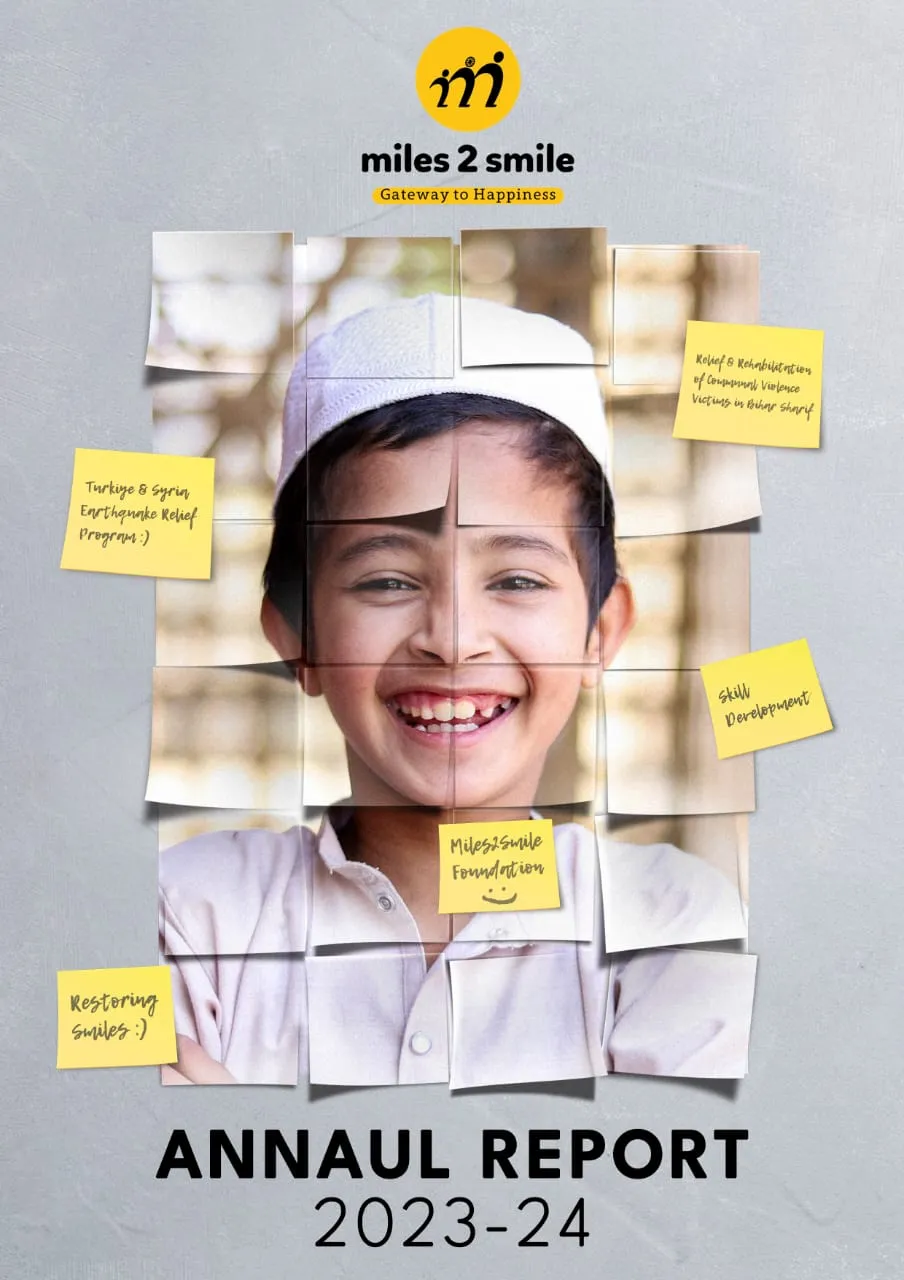 miles 2 smile
Gateway to Happiness
Relief & Rehabilitation
of Communal Violence
Victims in Bihar Sharif
Turkiye & Syria
Earthquake Relief
Program :)
Skill
Development
Miles2Smile
Foundation
Restoring
Smiles :)
ANNAUL REPORT
2023-24